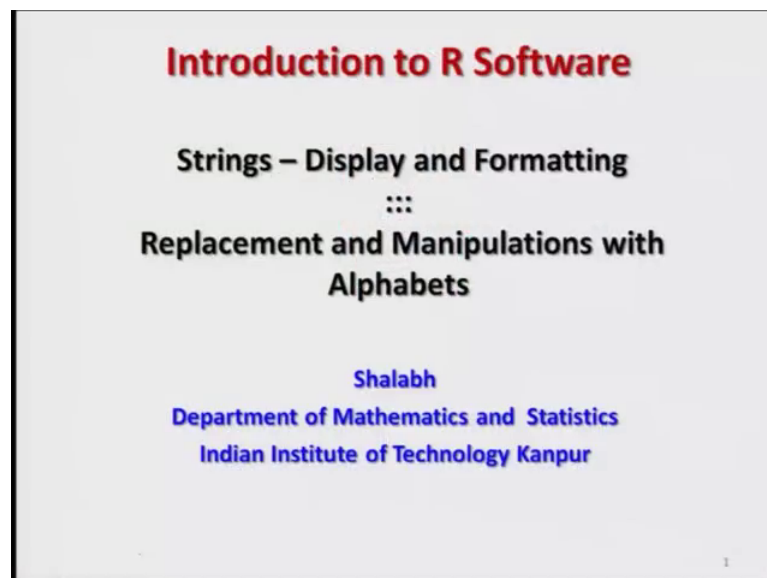 Introduction to R Software
Strings – Display and Formatting
:::
Replacement and Manipulations with
Alphabets
Shalabh
Department of Mathematics and Statistics
Indian Institute of Technology Kanpur
1